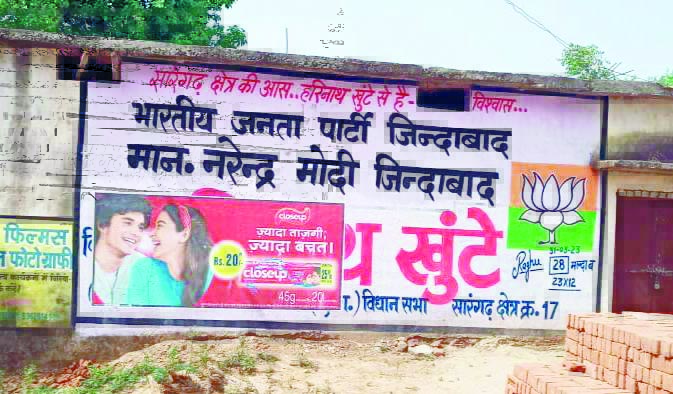 सारंगढ़ क्षेत्र की आस.. हरिनाथ खुंटे से है- विश्वास...
भारतीय जनता पार्टी जिन्दाबाद
मान. नरेन्द्र मोदी जिन्दाबाद
थ खुंटे
closeup
ज़्यादा ताज़गी,
ज़्यादा बचत।
Rs.20
closeup
45g
20
.) विधान सभा सारंगढ़ क्षेत्र क्र. 17
31-03-23
Raghu
28
23X12
फिल्मस
फोटोग्राफी